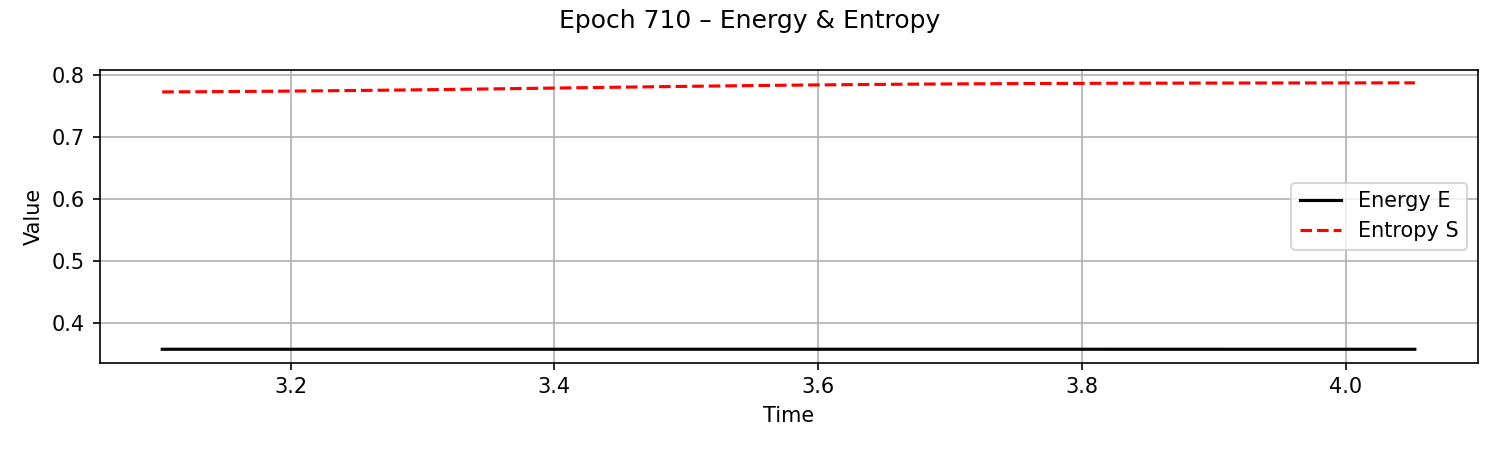 Epoch 710 – Energy & Entropy
Value
0.8
0.7
0.6
0.5
0.4
Energy E
Entropy S
3.2 3.4 3.6 3.8 4.0
Time